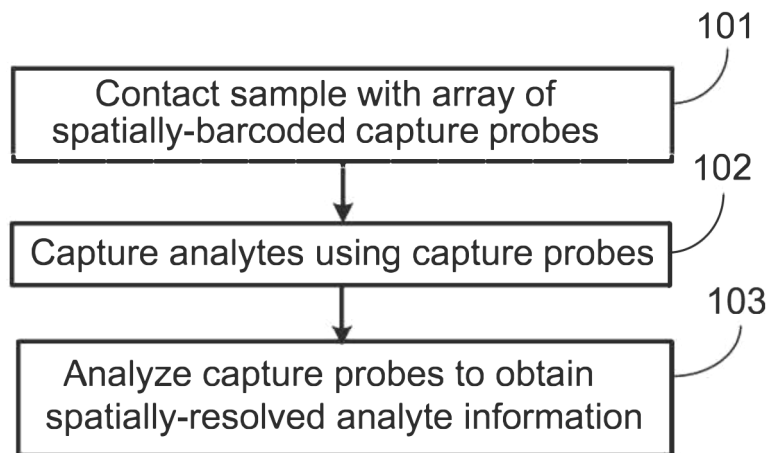 101
Contact sample with array of
spatially-barcoded capture probes
102
Capture analytes using capture probes
103
Analyze capture probes to obtain
spatially-resolved analyte information